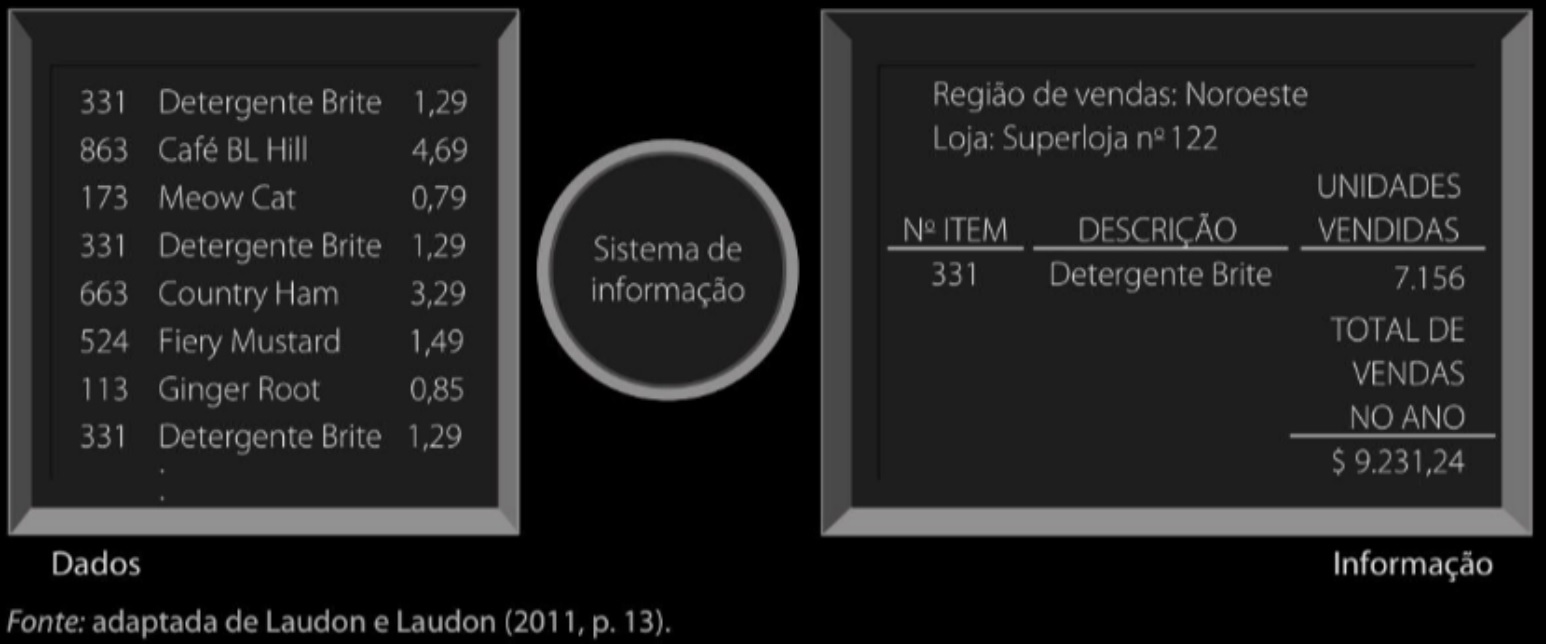 331 Detergente Brite 1,29
863 Café BL Hill 4,69
173 Meow Cat 0,79
331 Detergente Brite 1,29
663 Country Ham 3,29
524 Fiery Mustard 1,49
113 Ginger Root 0,85
331 Detergente Brite 1,29
.
.
Dados
Sistema de
informação
Região de vendas: Noroeste
Loja: Superloja nº 122
UNIDADES
Nº ITEM DESCRIÇÃO VENDIDAS
331 Detergente Brite 7.156
TOTAL DE
VENDAS
NO ANO
$ 9.231,24
Informação
Fonte: adaptada de Laudon e Laudon (2011, p. 13).